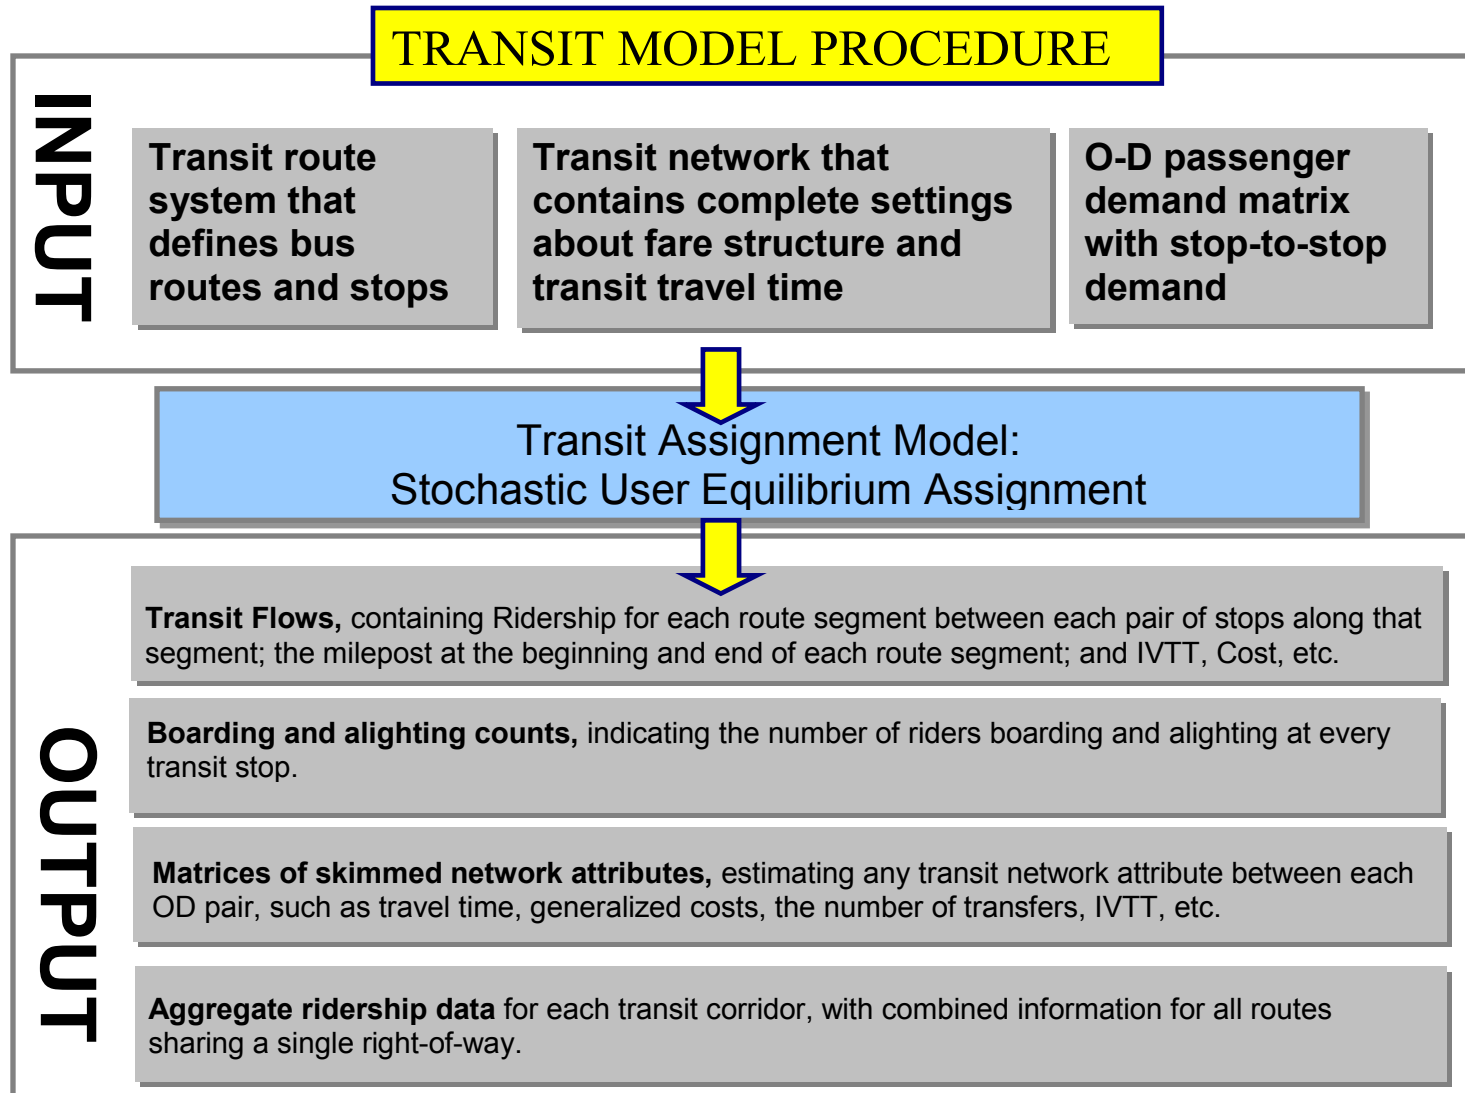 TRANSIT MODEL PROCEDURE
INPUT
Transit route
system that
defines bus
routes and stops
Transit network that
contains complete settings
about fare structure and
transit travel time
O-D passenger
demand matrix
with stop-to-stop
demand
Transit Assignment Model:
Stochastic User Equilibrium Assignment
OUTPUT
Transit Flows, containing Ridership for each route segment between each pair of stops along that
segment; the milepost at the beginning and end of each route segment; and IVTT, Cost, etc.
Boarding and alighting counts, indicating the number of riders boarding and alighting at every
transit stop.
Matrices of skimmed network attributes, estimating any transit network attribute between each
OD pair, such as travel time, generalized costs, the number of transfers, IVTT, etc.
Aggregate ridership data for each transit corridor, with combined information for all routes
sharing a single right-of-way.